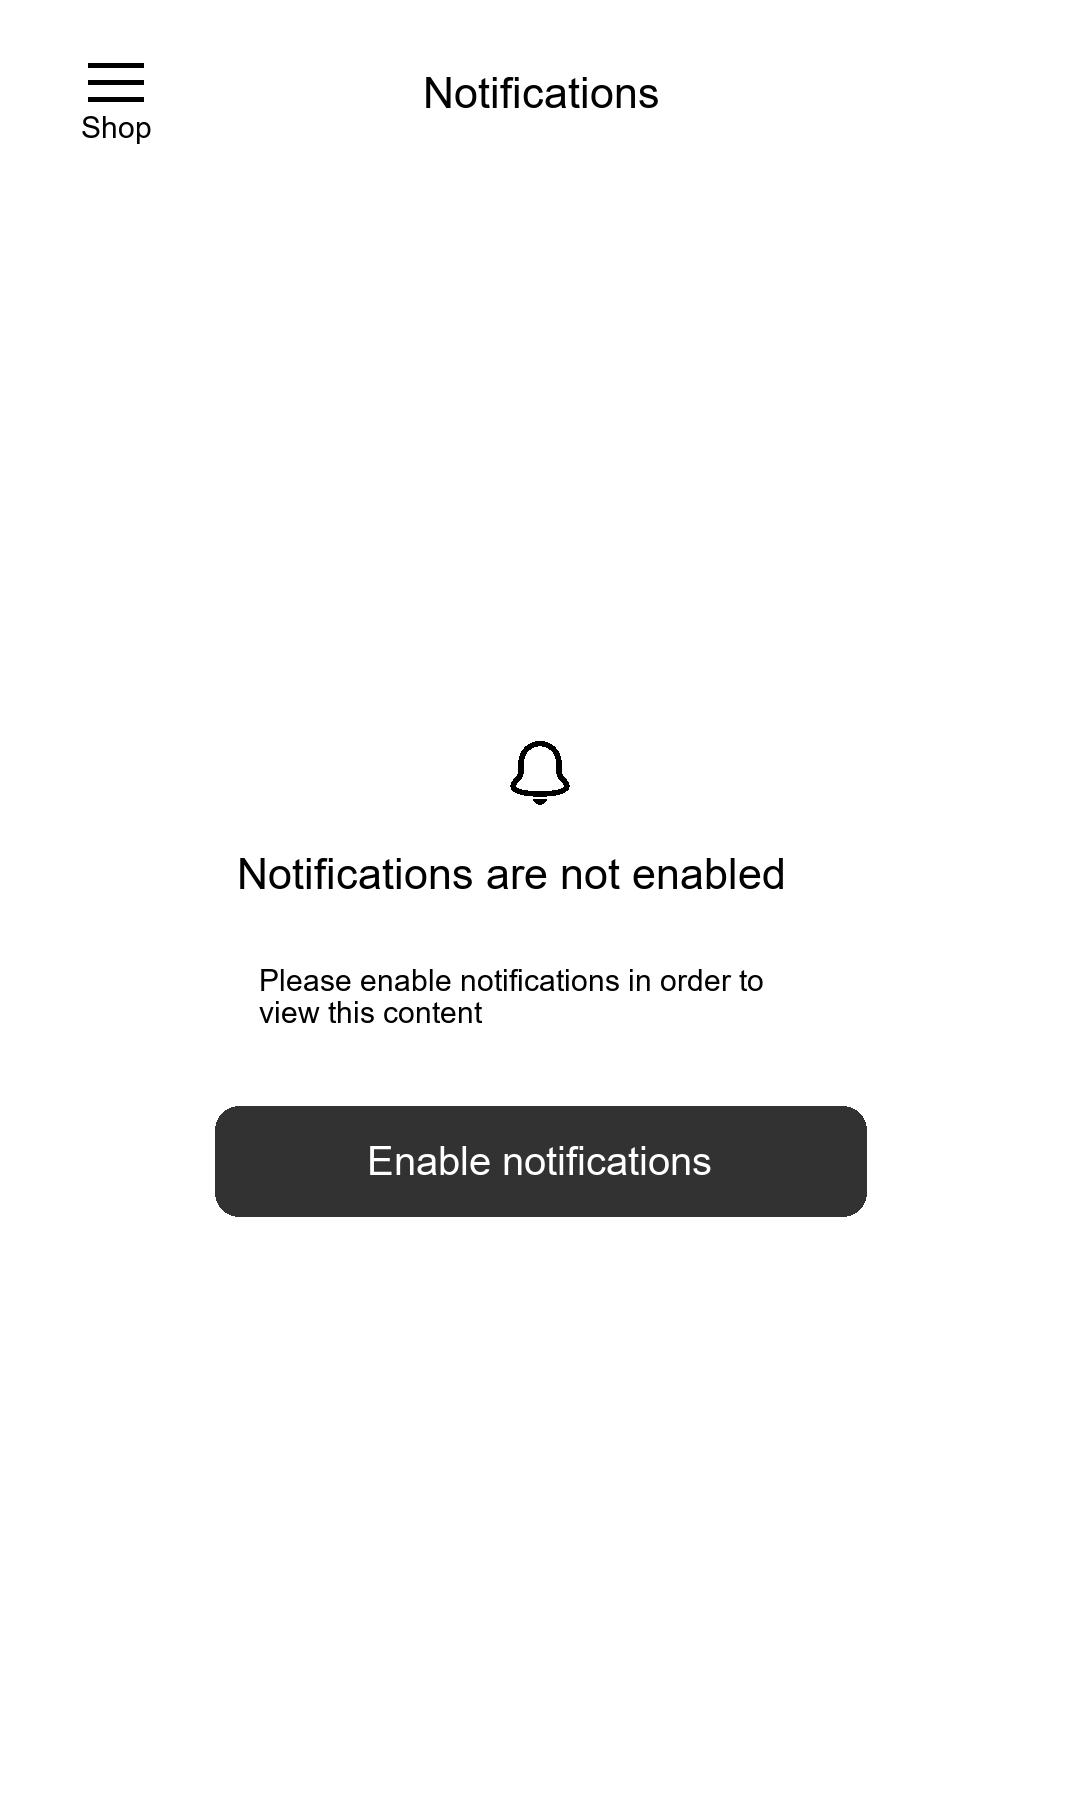 Notifications
Shop
Notifications are not enabled
Please enable notifications in order to
view this content
Enable notifications